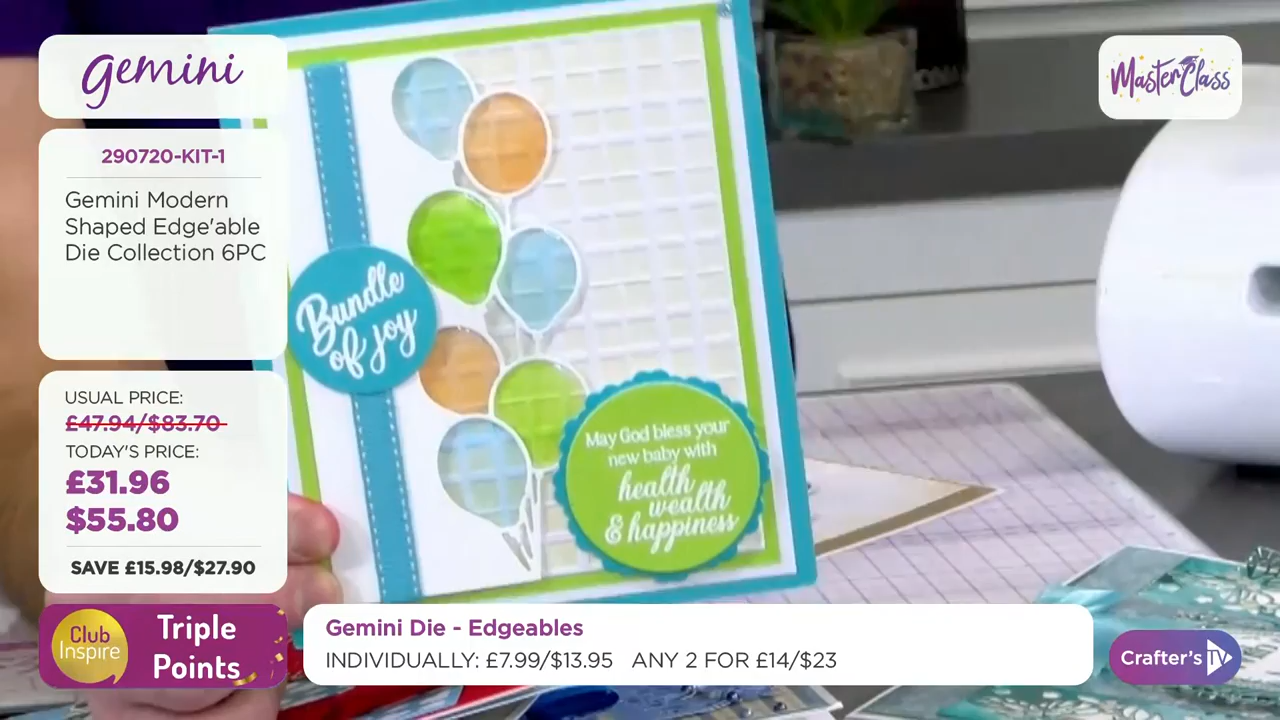 gemini
290720-KIT-1
Gemini Modern
Shaped Edge'able
Die Collection 6PC
USUAL PRICE:
£47.94/$83.70
TODAY'S PRICE:
£31.96
$55.80
SAVE £15.98/$27.90
Club
Inspire
Triple
Points
Gemini Die - Edgeables
INDIVIDUALLY: £7.99/$13.95 ANY 2 FOR £14/$23
MasterClass
Crafter's TV
Bundle
of joy
May God bless your
new baby with
health
wealth
& happiness